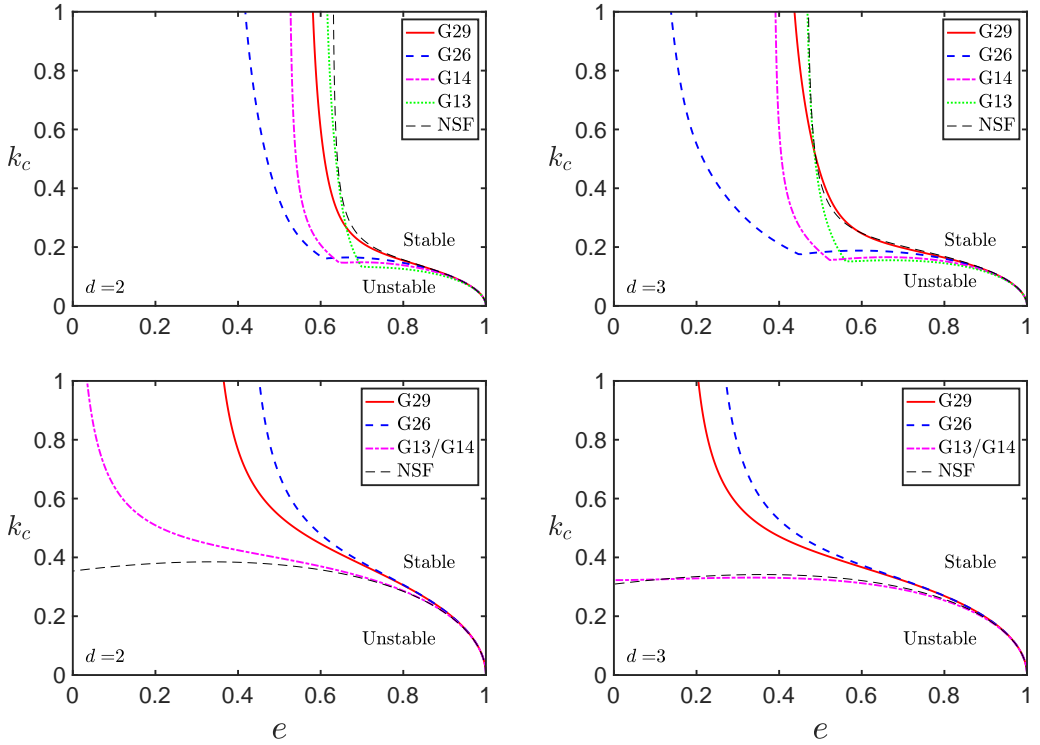 1
0.8
0.6
0.4
0.2
0
k_c
0 0.2 0.4 0.6 0.8 1
G29
G26
G14
G13
NSF
Stable
Unstable
d = 2
1
0.8
0.6
0.4
0.2
0
k_c
0 0.2 0.4 0.6 0.8 1
G29
G26
G14
G13
NSF
Stable
Unstable
d = 3
1
0.8
0.6
0.4
0.2
0
k_c
0 0.2 0.4 0.6 0.8 1
e
G29
G26
G13/G14
NSF
Stable
Unstable
d = 2
1
0.8
0.6
0.4
0.2
0
k_c
0 0.2 0.4 0.6 0.8 1
e
G29
G26
G13/G14
NSF
Stable
Unstable
d = 3